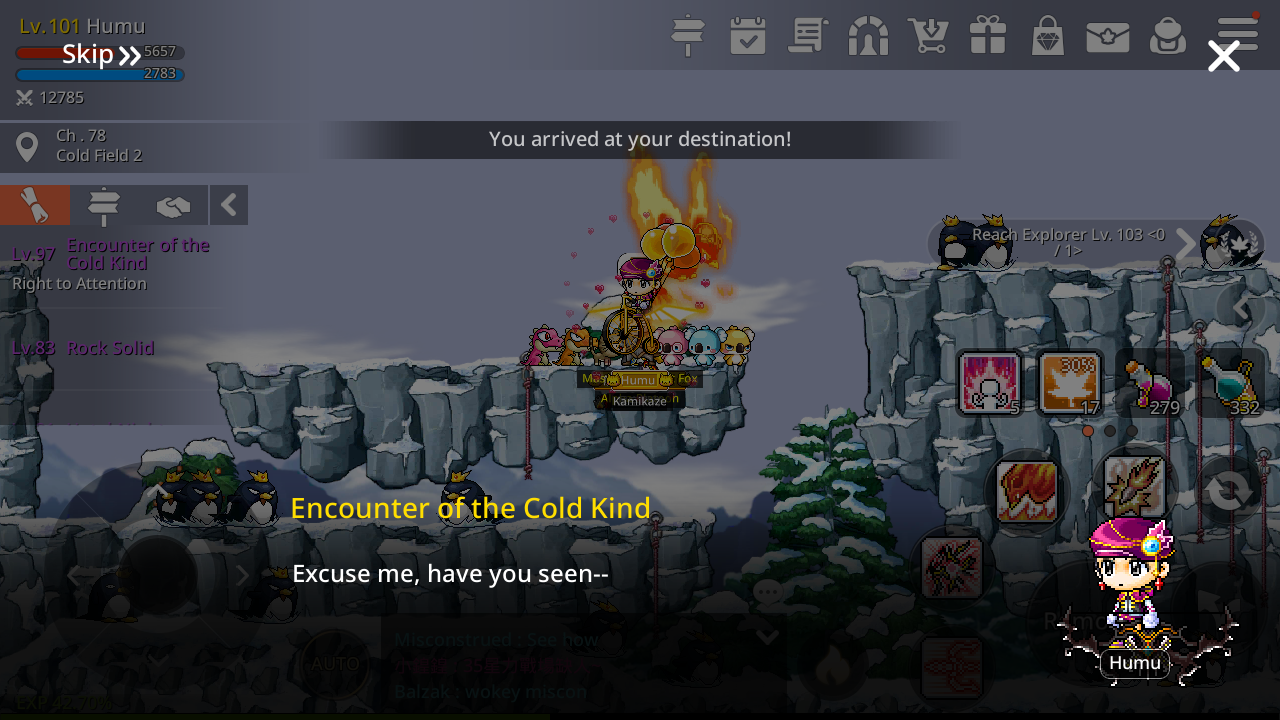 Lv.101 Humu
Skip
5657
2783
12785
Ch . 78
Cold Field 2
You arrived at your destination!
Lv.97 Encounter of the
Cold Kind
Right to Attention
Lv.83 Rock Solid
Reach Explorer Lv. 103 <0
/ 1>
Humu
Fox
Kamikaze
30%
5
17
279
332
Encounter of the Cold Kind
Excuse me, have you seen--
AUTO
Misconstrued : See how
Balzak : wokey miscon
Humu